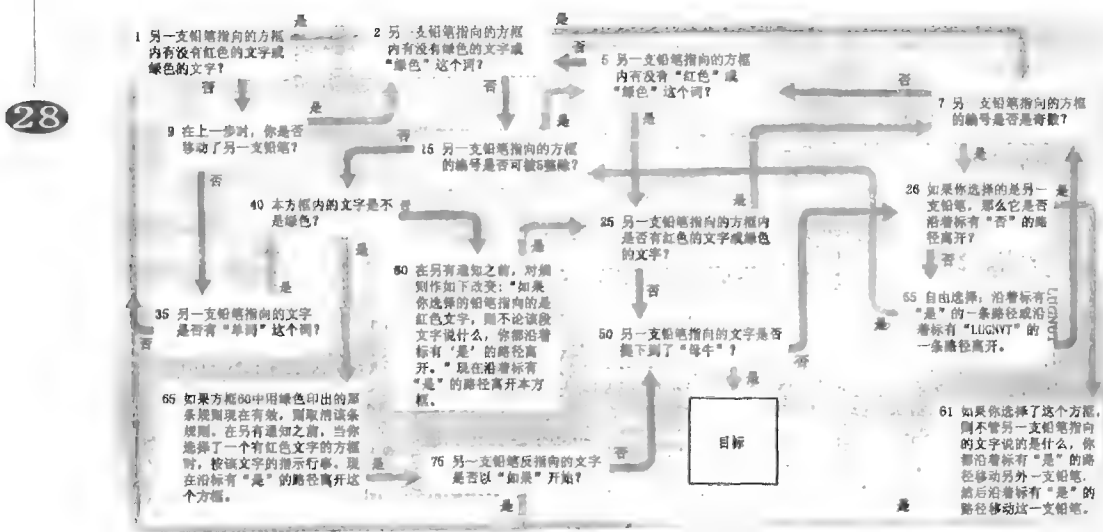 28
1 另一支铅笔指向的方框
内有没有红色的文字或
绿色的文字?
是
否
2 另一支铅笔指向的方框
内有没有绿色的文字或
“绿色”这个词?
是
否
否
5 另一支铅笔指向的方框
内有没有“红色”或
“绿色”这个词?
是
否
是
7 另一支铅笔指向的方框
的编号是否是奇数?
否
是
9 在上一步时,你是否
移动了另一支铅笔?
是
否
15 另一支铅笔指向的方框
的编号是否可被5整除?
是
否
26 如果你选择的是另一
支铅笔,那么它是否
沿着标有“否”的路
径离开?
是
否
40 本方框内的文字是不
是绿色?
否
是
25 另一支铅笔指向的方框内
是否有红色的文字或绿色
的文字?
是
否
60 在另有通知之前,对规
则作如下改变:“如果
你选择的铅笔指向的是
红色文字,则不论该段
文字说什么,你都沿着
标有‘是’的路径离
开。”现在沿着标有
“是”的路径离开本方
框。
是
35 另一支铅笔指向的文字
是否有“单词”这个词?
是
否
50 另一支铅笔指向的文字是否
提下到了“母牛”?
否
是
55 自由选择:沿着标有
“是”的一条路径或沿
着标有“LUGNVT”的
一条路径离开。
是
LUGNVT
65 如果方框60中用绿色印出的那
条规则现在有效,则取消该条
规则。在另有通知之前,当你
选择了一个有红色文字的方框
时,按该文字的指示行事。现
在沿标有“是”的路径离开这
个方框。
是
75 另一支铅笔反指向的文字
是否以“如果”开始?
否
是
目标
61 如果你选择了这个方框,
则不管另一支铅笔指向
的文字说的是什么,你
都沿着标有“是”的路
径移动另外一支铅笔,
然后沿着标有“是”的
路径移动这一支铅笔。
是